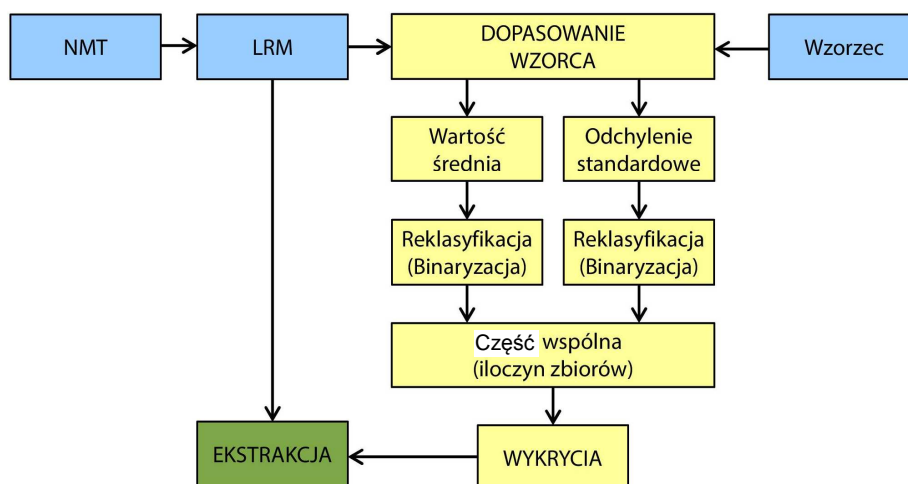 NMT
LRM
DOPASOWANIE
WZORCA
Wzorzec
Wartość
średnia
Odchylenie
standardowe
Reklasyfikacja
(Binaryzacja)
Reklasyfikacja
(Binaryzacja)
Część wspólna
(iloczyn zbiorów)
EKSTRAKCJA
WYKRYCIA